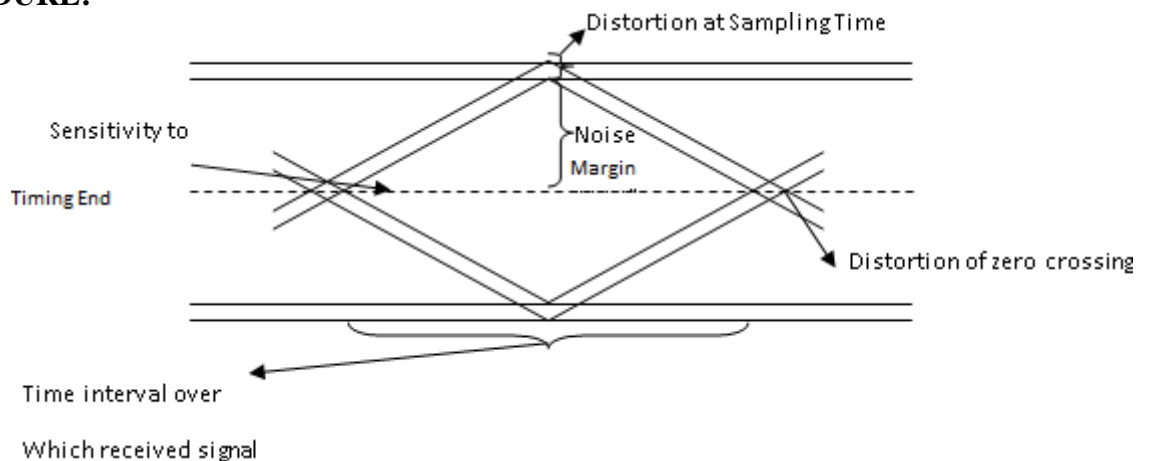 Distortion at Sampling Time
Sensitivity to
Noise
Margin
Timing End
Distortion of zero crossing
Time interval over
Which received signal